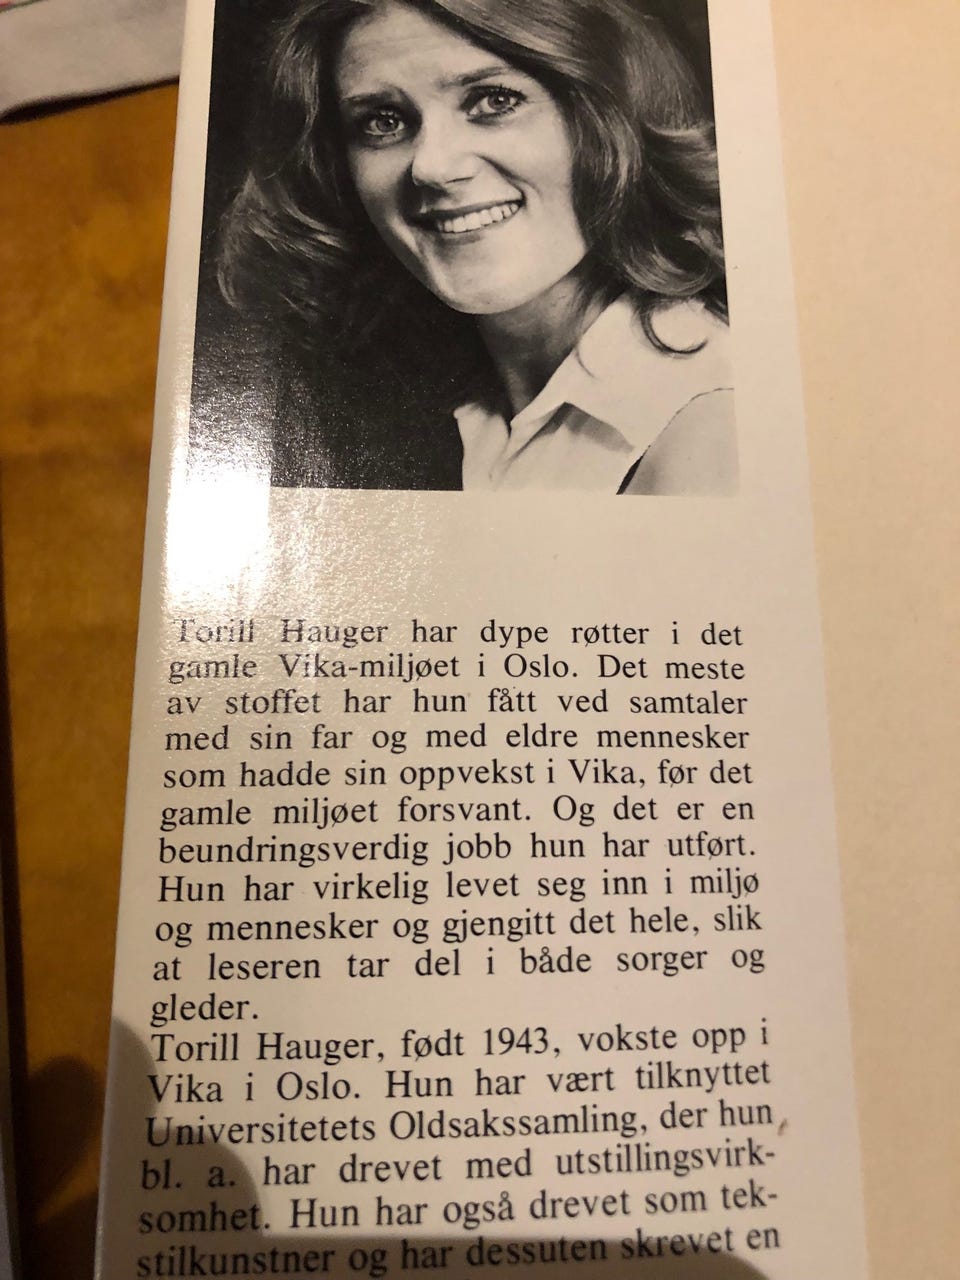 Torill Hauger har dype røtter i det
gamle Vika-miljøet i Oslo. Det meste
av stoffet har hun fått ved samtaler
med sin far og med eldre mennesker
som hadde sin oppvekst i Vika, før det
gamle miljøet forsvant. Og det er en
beundringsverdig jobb hun har utført.
Hun har virkelig levet seg inn i miljø
og mennesker og gjengitt det hele, slik
at leseren tar del i både sorger og
gleder.
Torill Hauger, født 1943, vokste opp i
Vika i Oslo. Hun har vært tilknyttet
Universitetets Oldsakssamling, der hun
bl. a. har drevet med utstillingsvirk-
somhet. Hun har også drevet som tek-
stilkunstner og har dessuten skrevet en